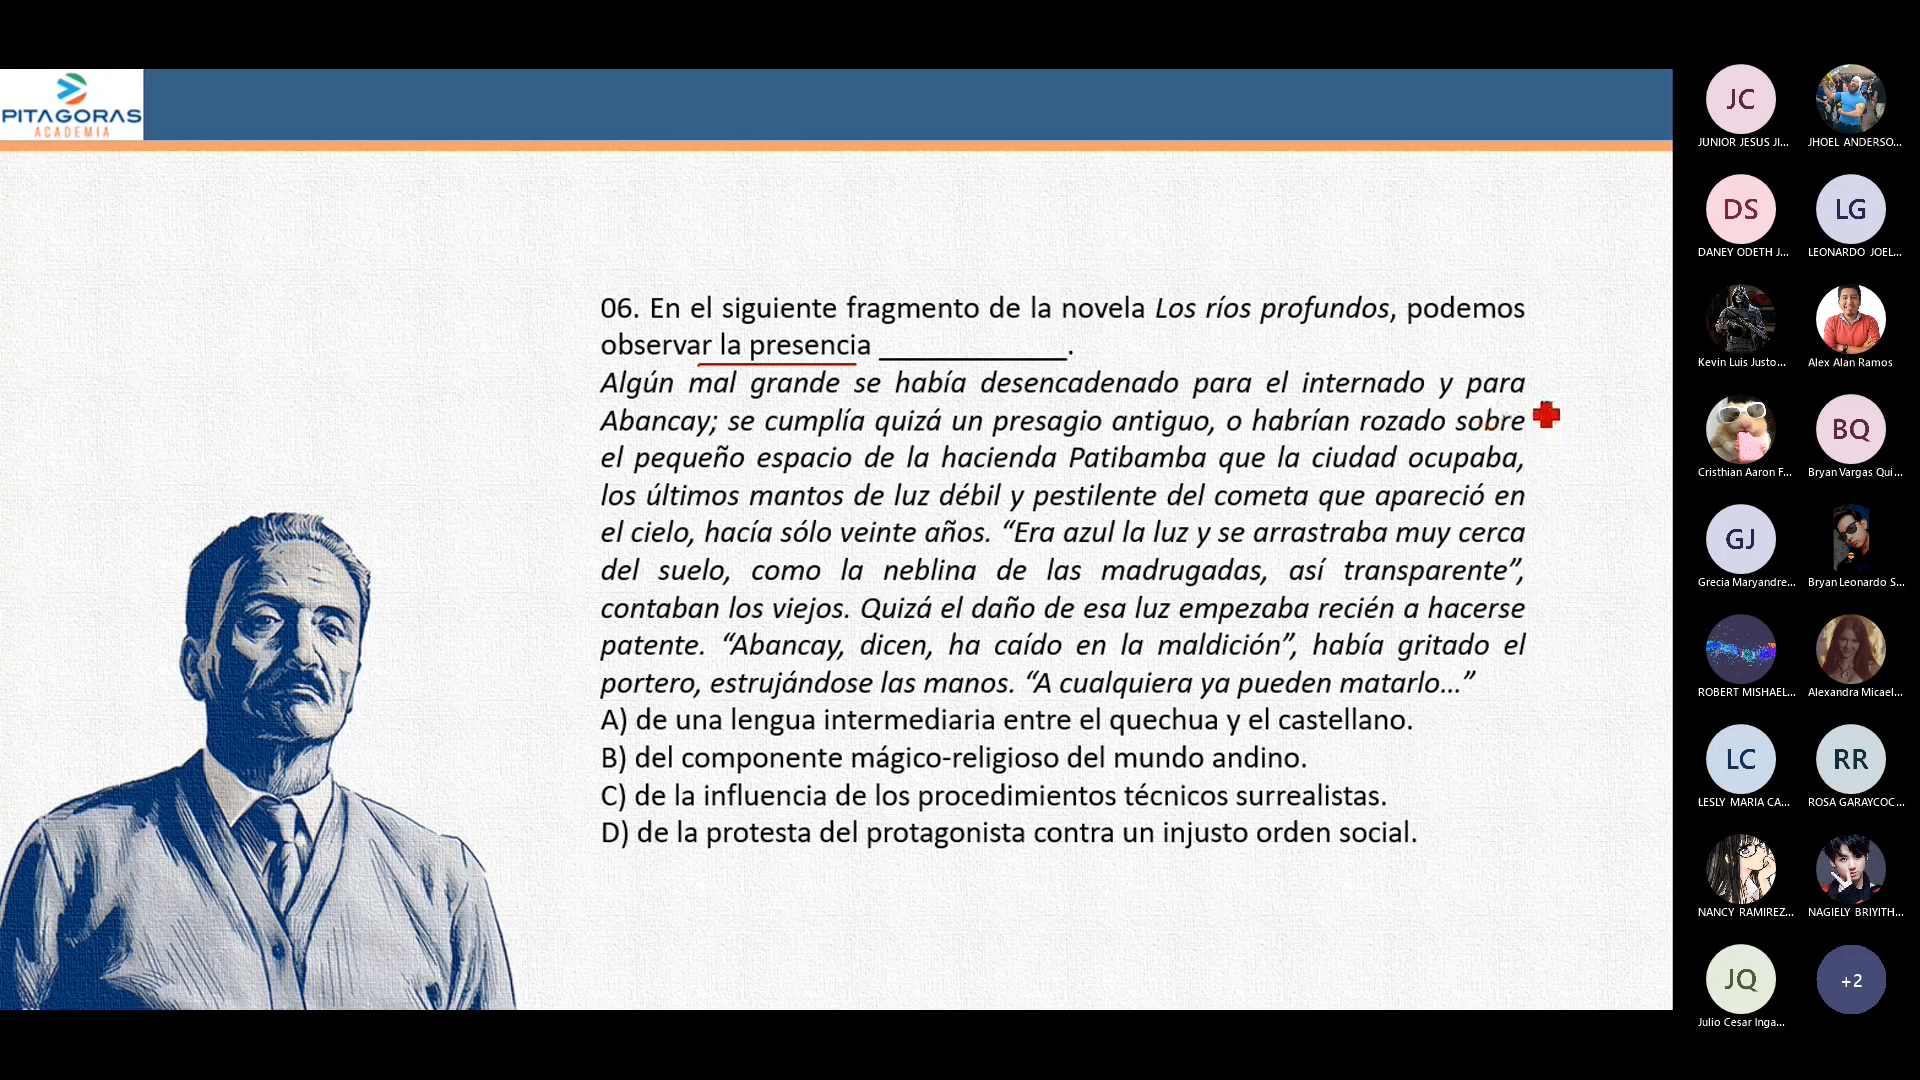 PITAGORAS
ACADEMIA
06. En el siguiente fragmento de la novela Los ríos profundos, podemos
observar la presencia ____________.
Algún mal grande se había desencadenado para el internado y para
Abancay; se cumplía quizá un presagio antiguo, o habrían rozado sobre
el pequeño espacio de la hacienda Patibamba que la ciudad ocupaba,
los últimos mantos de luz débil y pestilente del cometa que apareció en
el cielo, hacía sólo veinte años. “Era azul la luz y se arrastraba muy cerca
del suelo, como la neblina de las madrugadas, así transparente”,
contaban los viejos. Quizá el daño de esa luz empezaba recién a hacerse
patente. “Abancay, dicen, ha caído en la maldición”, había gritado el
portero, estrujándose las manos. “A cualquiera ya pueden matarlo...”
A) de una lengua intermediaria entre el quechua y el castellano.
B) del componente mágico-religioso del mundo andino.
C) de la influencia de los procedimientos técnicos surrealistas.
D) de la protesta del protagonista contra un injusto orden social.
JC
JUNIOR JESUS JI...
JHOEL ANDERSO...
DS
DANEY ODETH J...
LG
LEONARDO JOEL...
Kevin Luis Justo...
Alex Alan Ramos
Cristhian Aaron F...
BQ
Bryan Vargas Qui...
GJ
Grecia Maryandre...
Bryan Leonardo S...
ROBERT MISHAEL...
Alexandra Micael...
LC
LESLY MARIA CA...
RR
ROSA GARAYCOC...
NANCY RAMIREZ...
NAGIELY BRIYITH...
JQ
Julio Cesar Inga...
+2